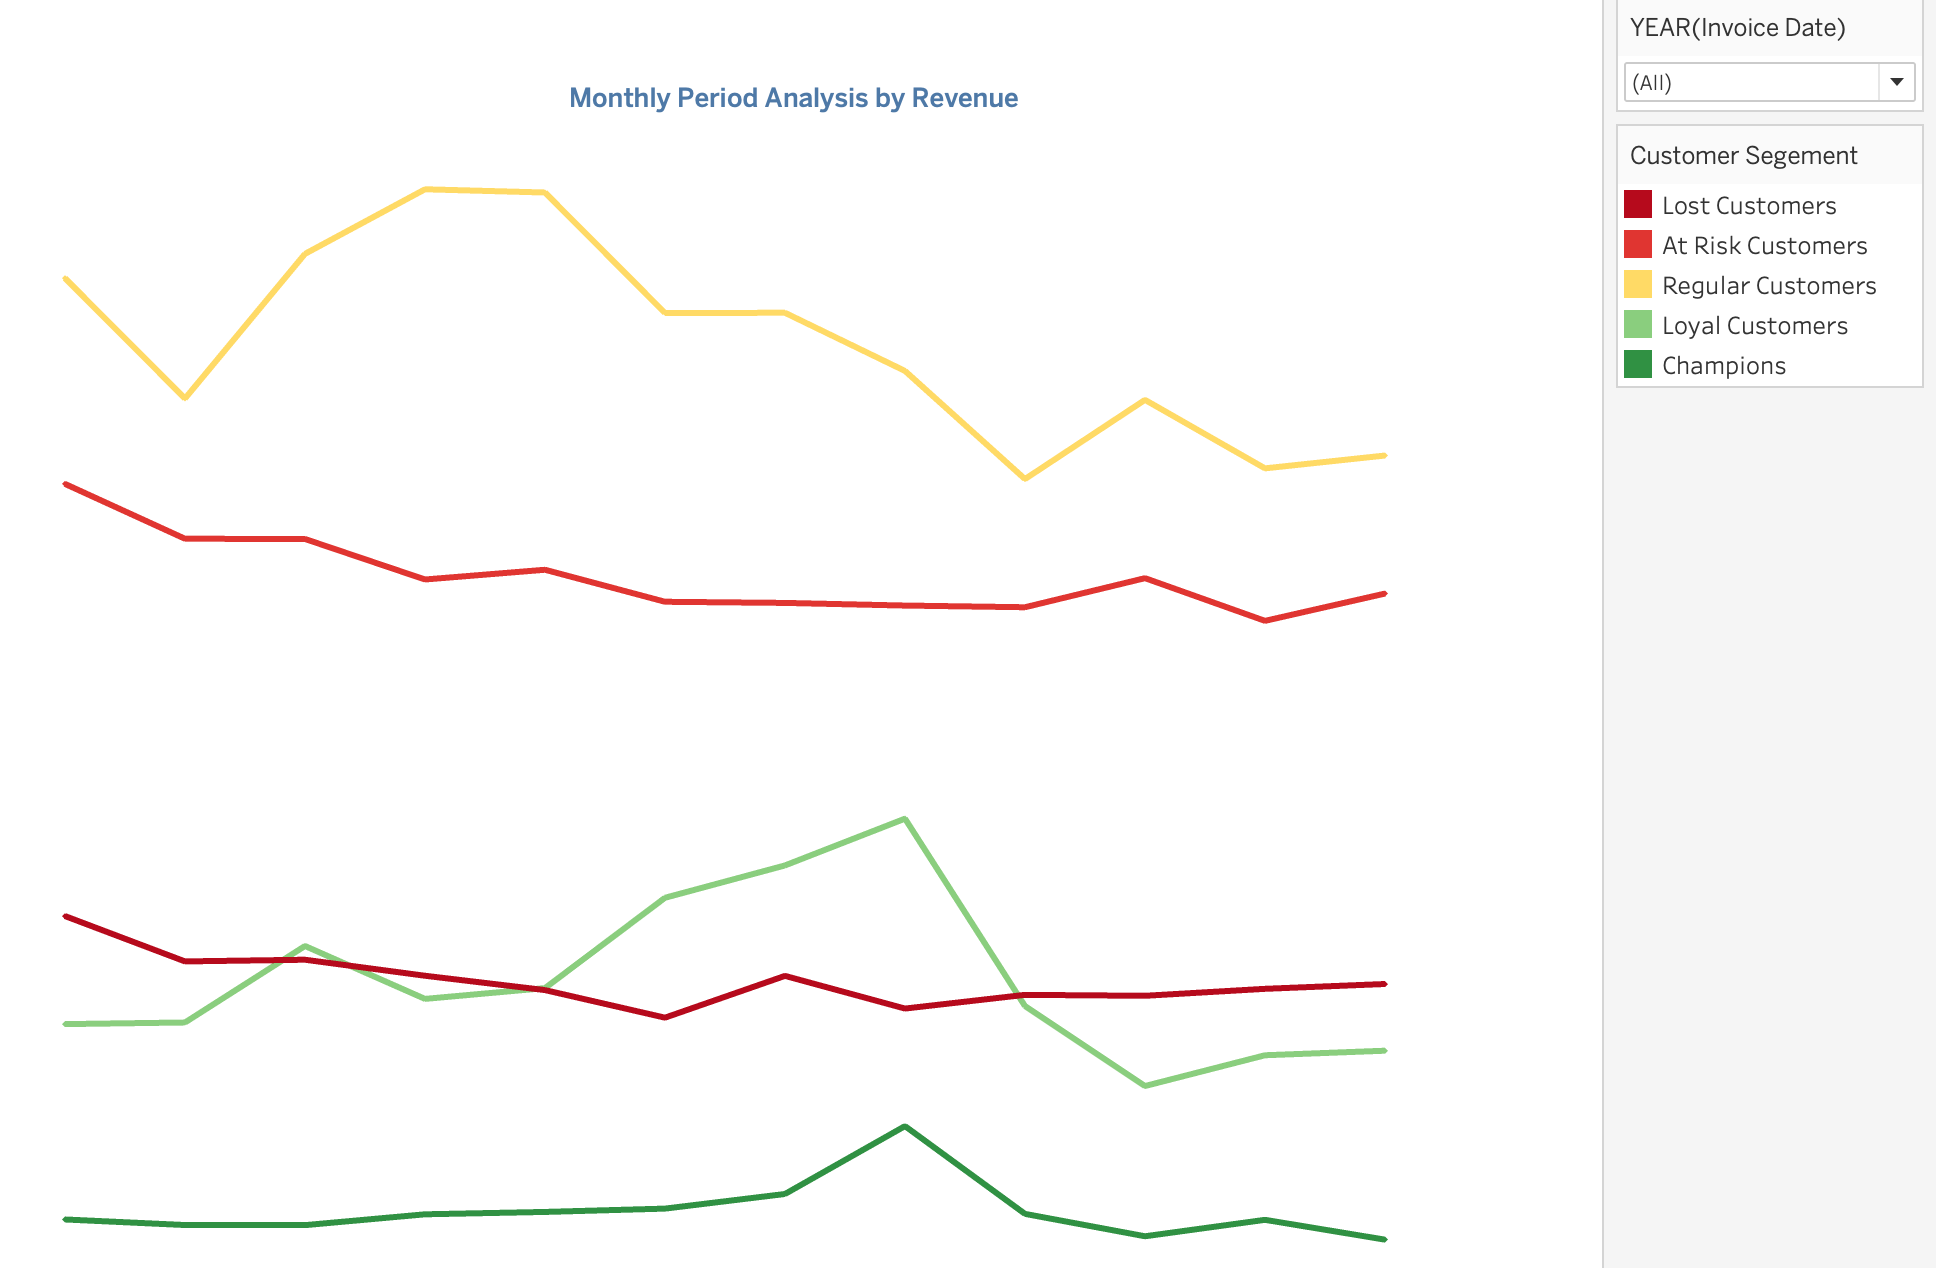 YEAR(Invoice Date)
(All)
Monthly Period Analysis by Revenue
Customer Segement
Lost Customers
At Risk Customers
Regular Customers
Loyal Customers
Champions